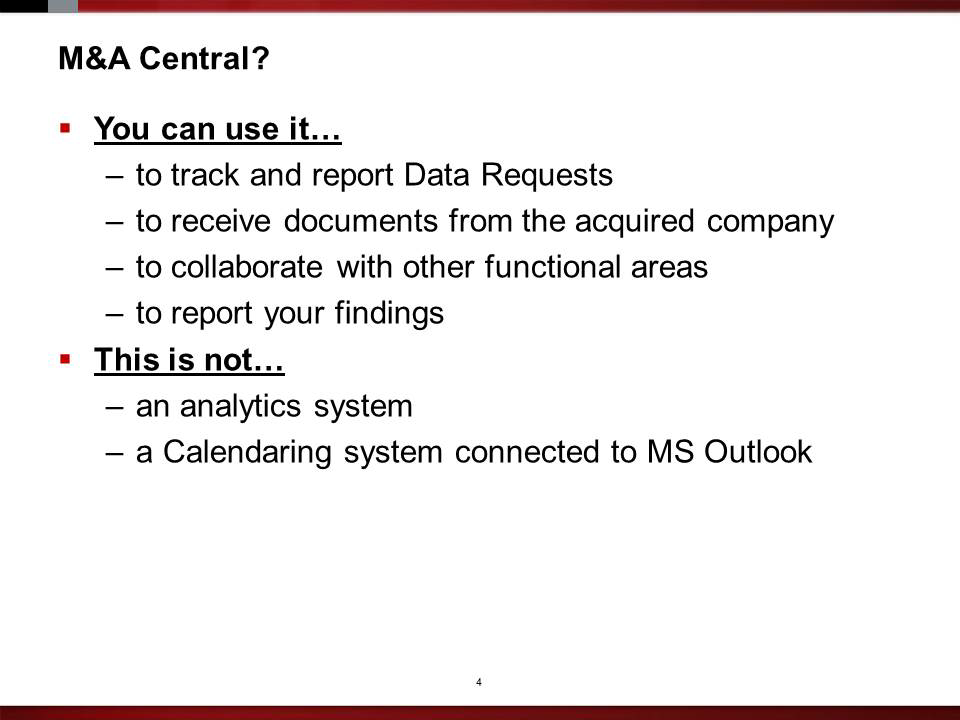 M&A Central?
▪ You can use it…
– to track and report Data Requests
– to receive documents from the acquired company
– to collaborate with other functional areas
– to report your findings
▪ This is not…
– an analytics system
– a Calendaring system connected to MS Outlook
4